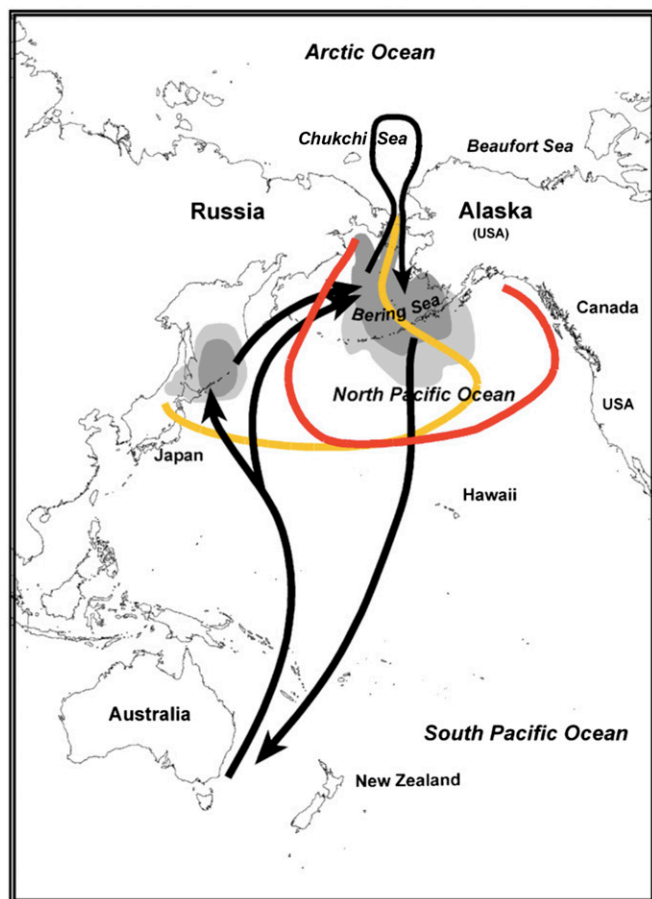 Arctic Ocean
Chukchi Sea
Beaufort Sea
Russia
Alaska
(USA)
Bering Sea
Canada
North Pacific Ocean
USA
Japan
Hawaii
Australia
South Pacific Ocean
New Zealand